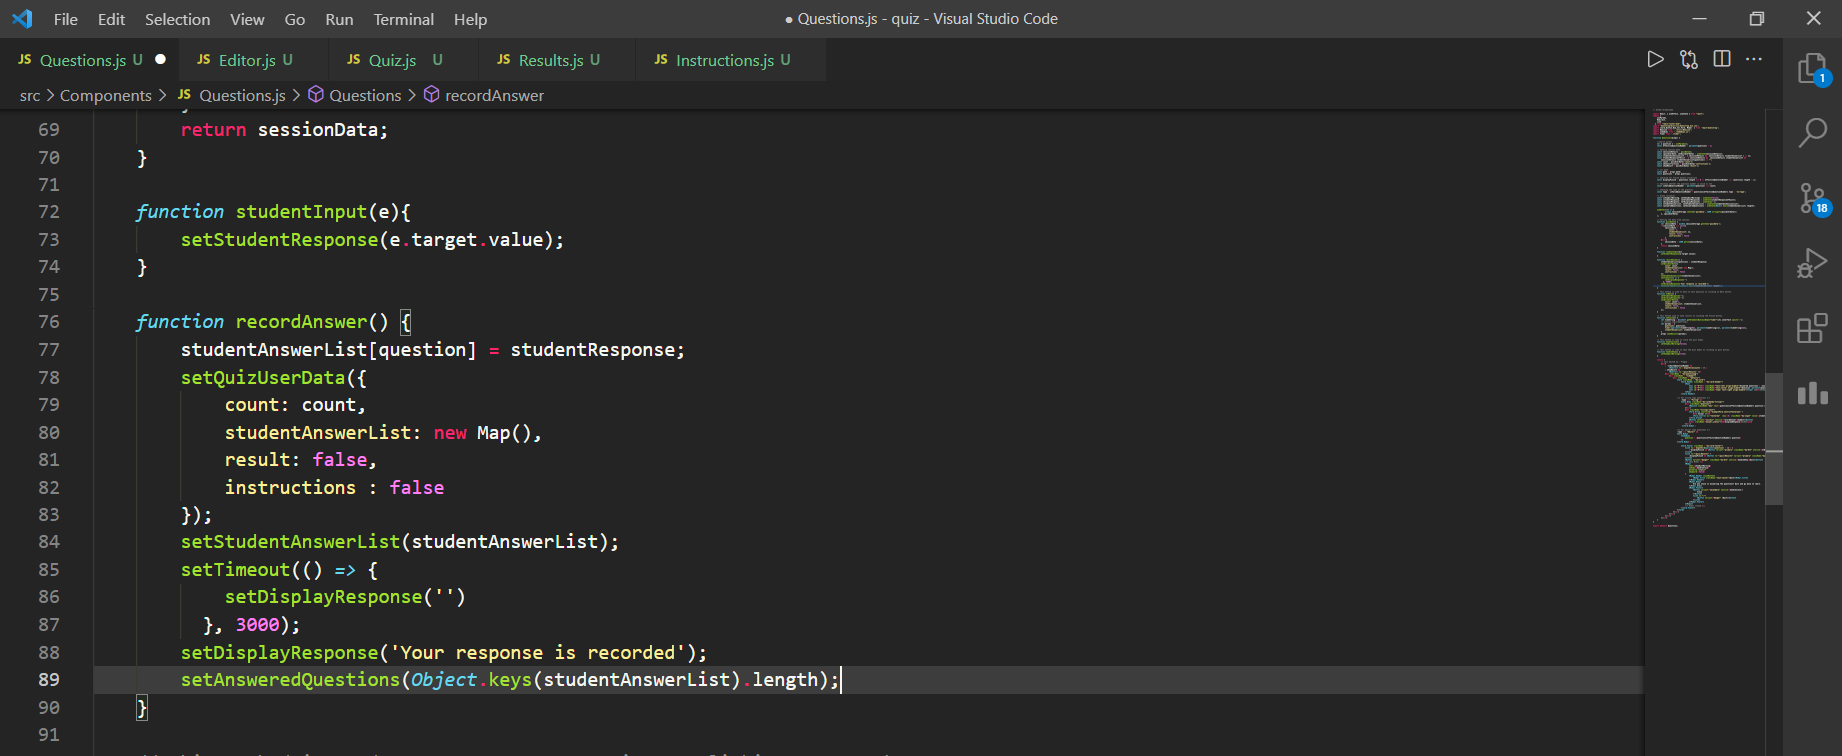 File Edit Selection View Go Run Terminal Help ● Questions.js - quiz - Visual Studio Code
JS Questions.js U ● JS Editor.js U JS Quiz.js U JS Results.js U JS Instructions.js U
src > Components > JS Questions.js > Questions > recordAnswer
1
18
69 return sessionData;
70 }
71
72 function studentInput(e){
73 setStudentResponse(e.target.value);
74 }
75
76 function recordAnswer() {
77 studentAnswerList[question] = studentResponse;
78 setQuizUserData({
79 count: count,
80 studentAnswerList: new Map(),
81 result: false,
82 instructions : false
83 });
84 setStudentAnswerList(studentAnswerList);
85 setTimeout(() => {
86 setDisplayResponse('')
87 }, 3000);
88 setDisplayResponse('Your response is recorded');
89 setAnsweredQuestions(Object.keys(studentAnswerList).length);
90 }
91